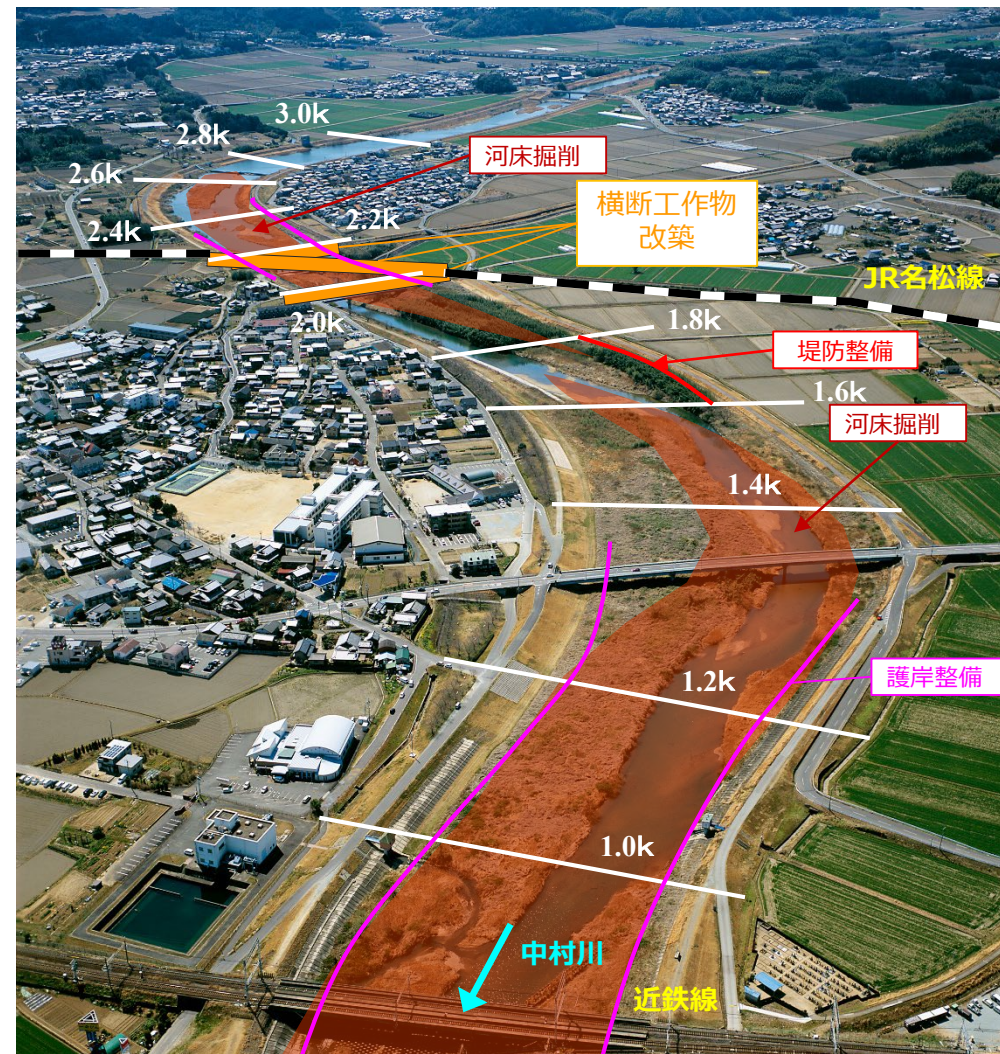 3.0k
2.8k
河床掘削
2.6k
横断工作物
改築
2.2k
2.4k
JR名松線
2.0k
1.8k
堤防整備
1.6k
河床掘削
1.4k
護岸整備
1.2k
1.0k
中村川
近鉄線